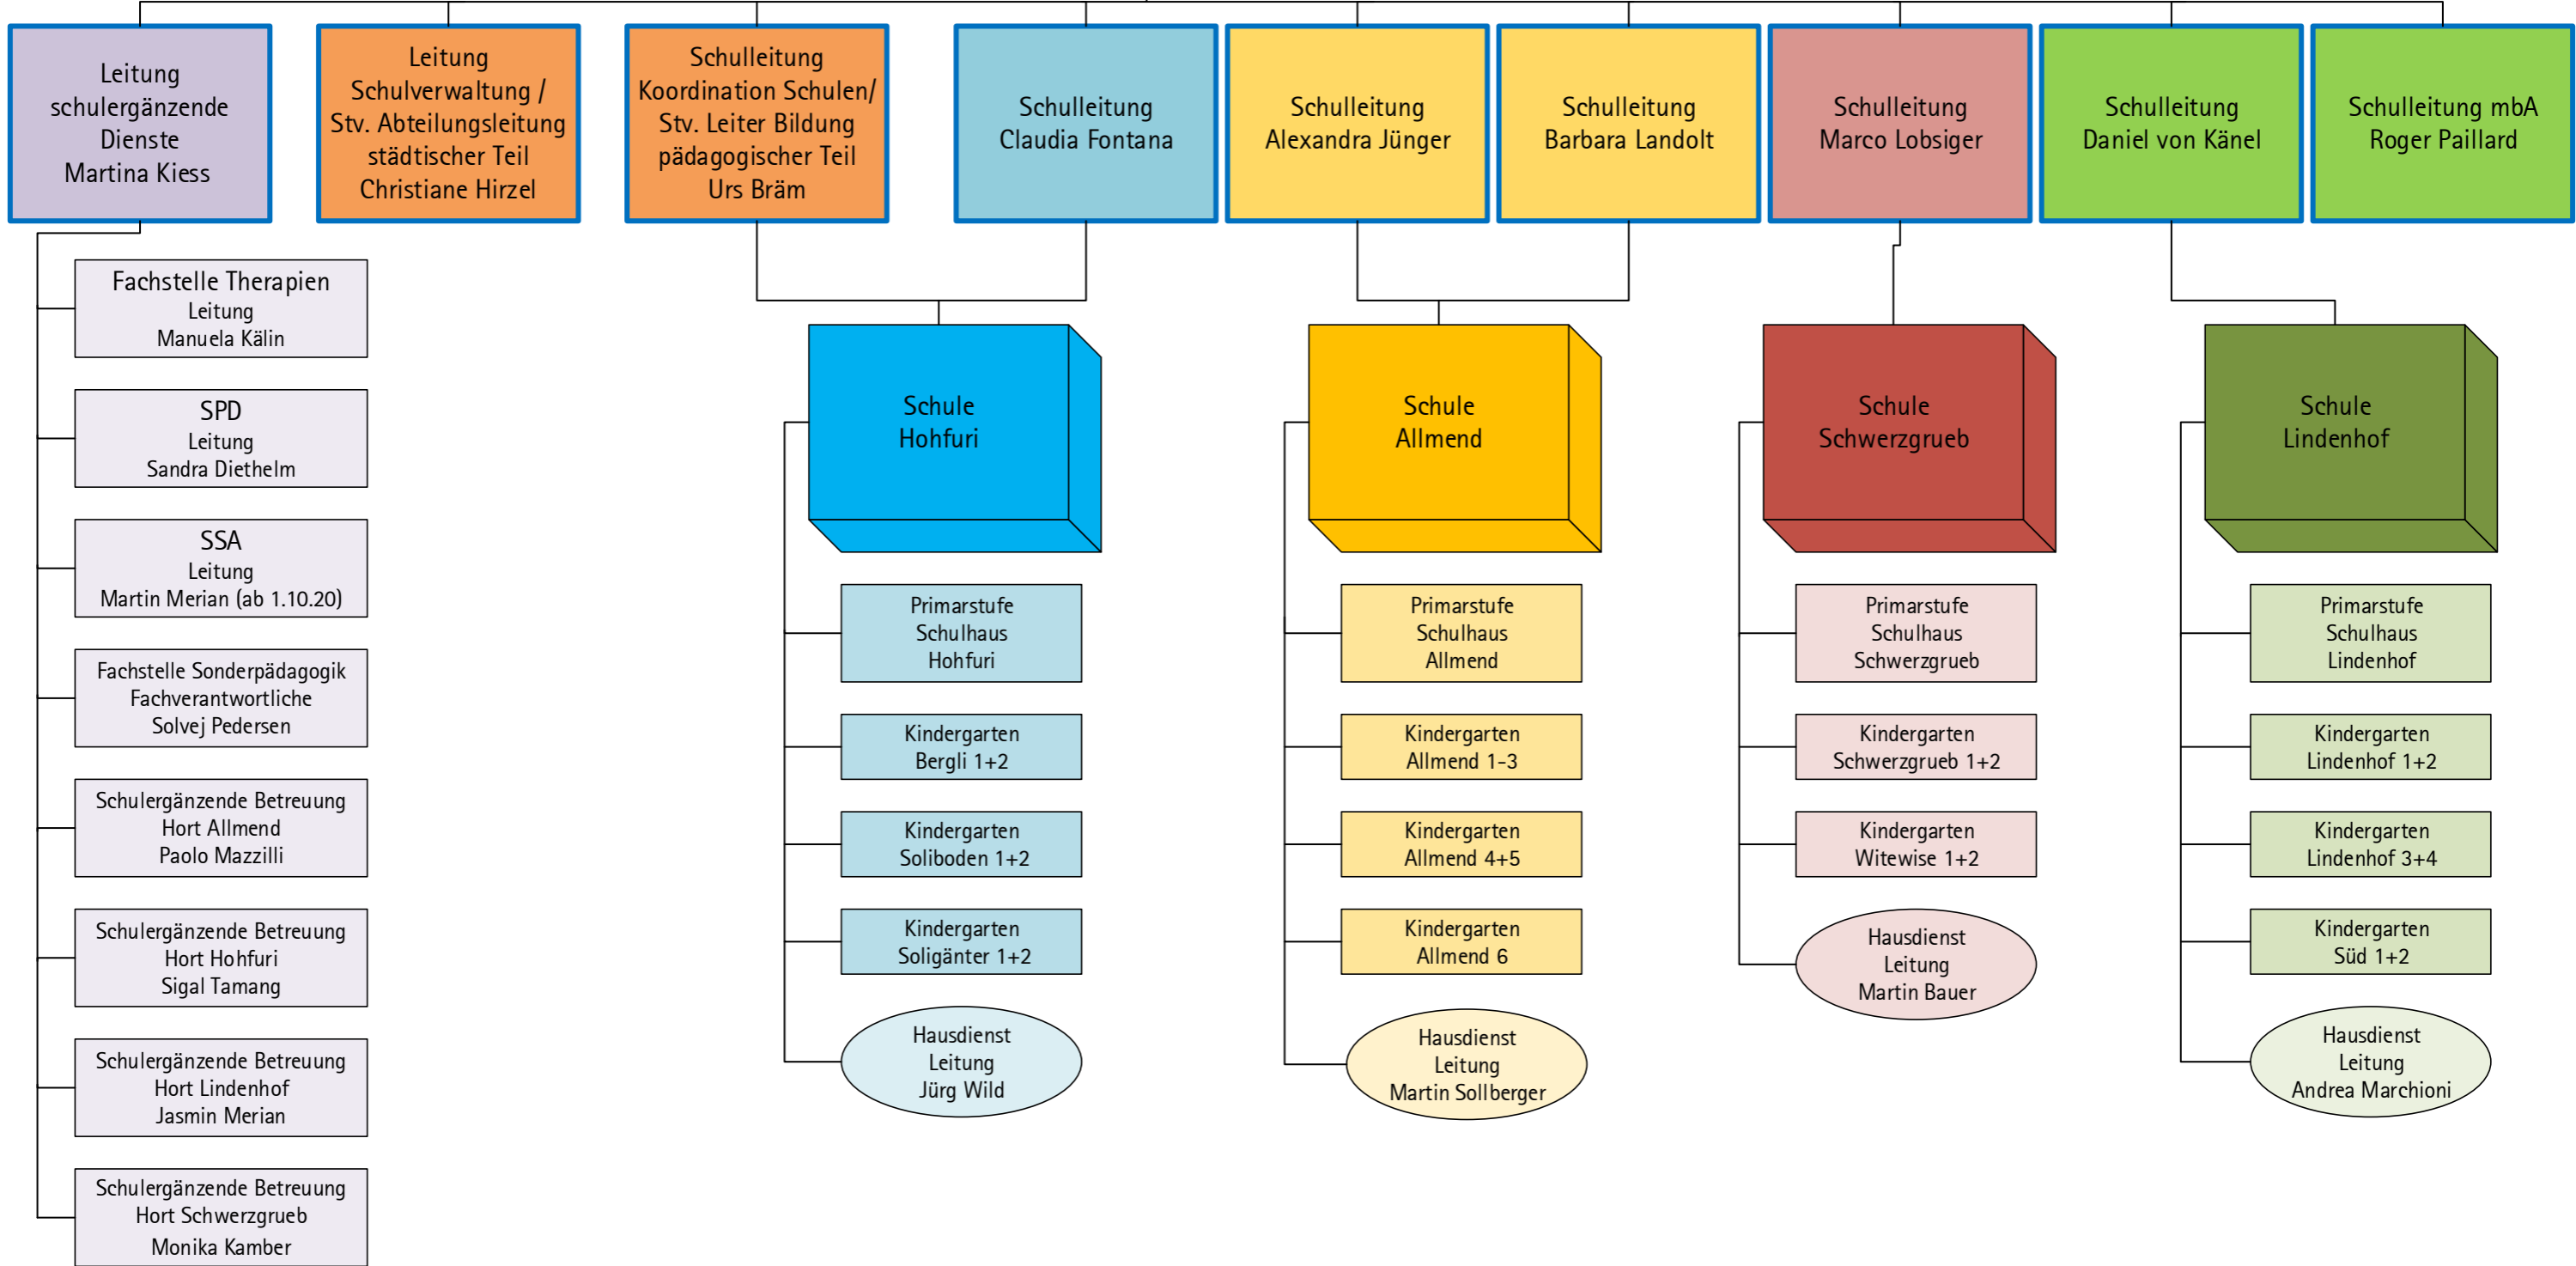 Leitung
schulergänzende
Dienste
Martina Kiess
Leitung
Schulverwaltung /
Stv. Abteilungsleitung
städtischer Teil
Christiane Hirzel
Schulleitung
Koordination Schulen/
Stv. Leiter Bildung
pädagogischer Teil
Urs Bräm
Schulleitung
Claudia Fontana
Schulleitung
Alexandra Jünger
Schulleitung
Barbara Landolt
Schulleitung
Marco Lobsiger
Schulleitung
Daniel von Känel
Schulleitung mbA
Roger Paillard
Fachstelle Therapien
Leitung
Manuela Kälin
SPD
Leitung
Sandra Diethelm
SSA
Leitung
Martin Merian (ab 1.10.20)
Fachstelle Sonderpädagogik
Fachverantwortliche
Solvej Pedersen
Schulergänzende Betreuung
Hort Allmend
Paolo Mazzilli
Schulergänzende Betreuung
Hort Hohfuri
Sigal Tamang
Schulergänzende Betreuung
Hort Lindenhof
Jasmin Merian
Schulergänzende Betreuung
Hort Schwerzgrueb
Monika Kamber
Schule
Hohfuri
Primarstufe
Schulhaus
Hohfuri
Kindergarten
Bergli 1+2
Kindergarten
Soliboden 1+2
Kindergarten
Soligänter 1+2
Hausdienst
Leitung
Jürg Wild
Schule
Allmend
Primarstufe
Schulhaus
Allmend
Kindergarten
Allmend 1-3
Kindergarten
Allmend 4+5
Kindergarten
Allmend 6
Hausdienst
Leitung
Martin Sollberger
Schule
Schwerzgrueb
Primarstufe
Schulhaus
Schwerzgrueb
Kindergarten
Schwerzgrueb 1+2
Kindergarten
Witewise 1+2
Hausdienst
Leitung
Martin Bauer
Schule
Lindenhof
Primarstufe
Schulhaus
Lindenhof
Kindergarten
Lindenhof 1+2
Kindergarten
Lindenhof 3+4
Kindergarten
Süd 1+2
Hausdienst
Leitung
Andrea Marchioni